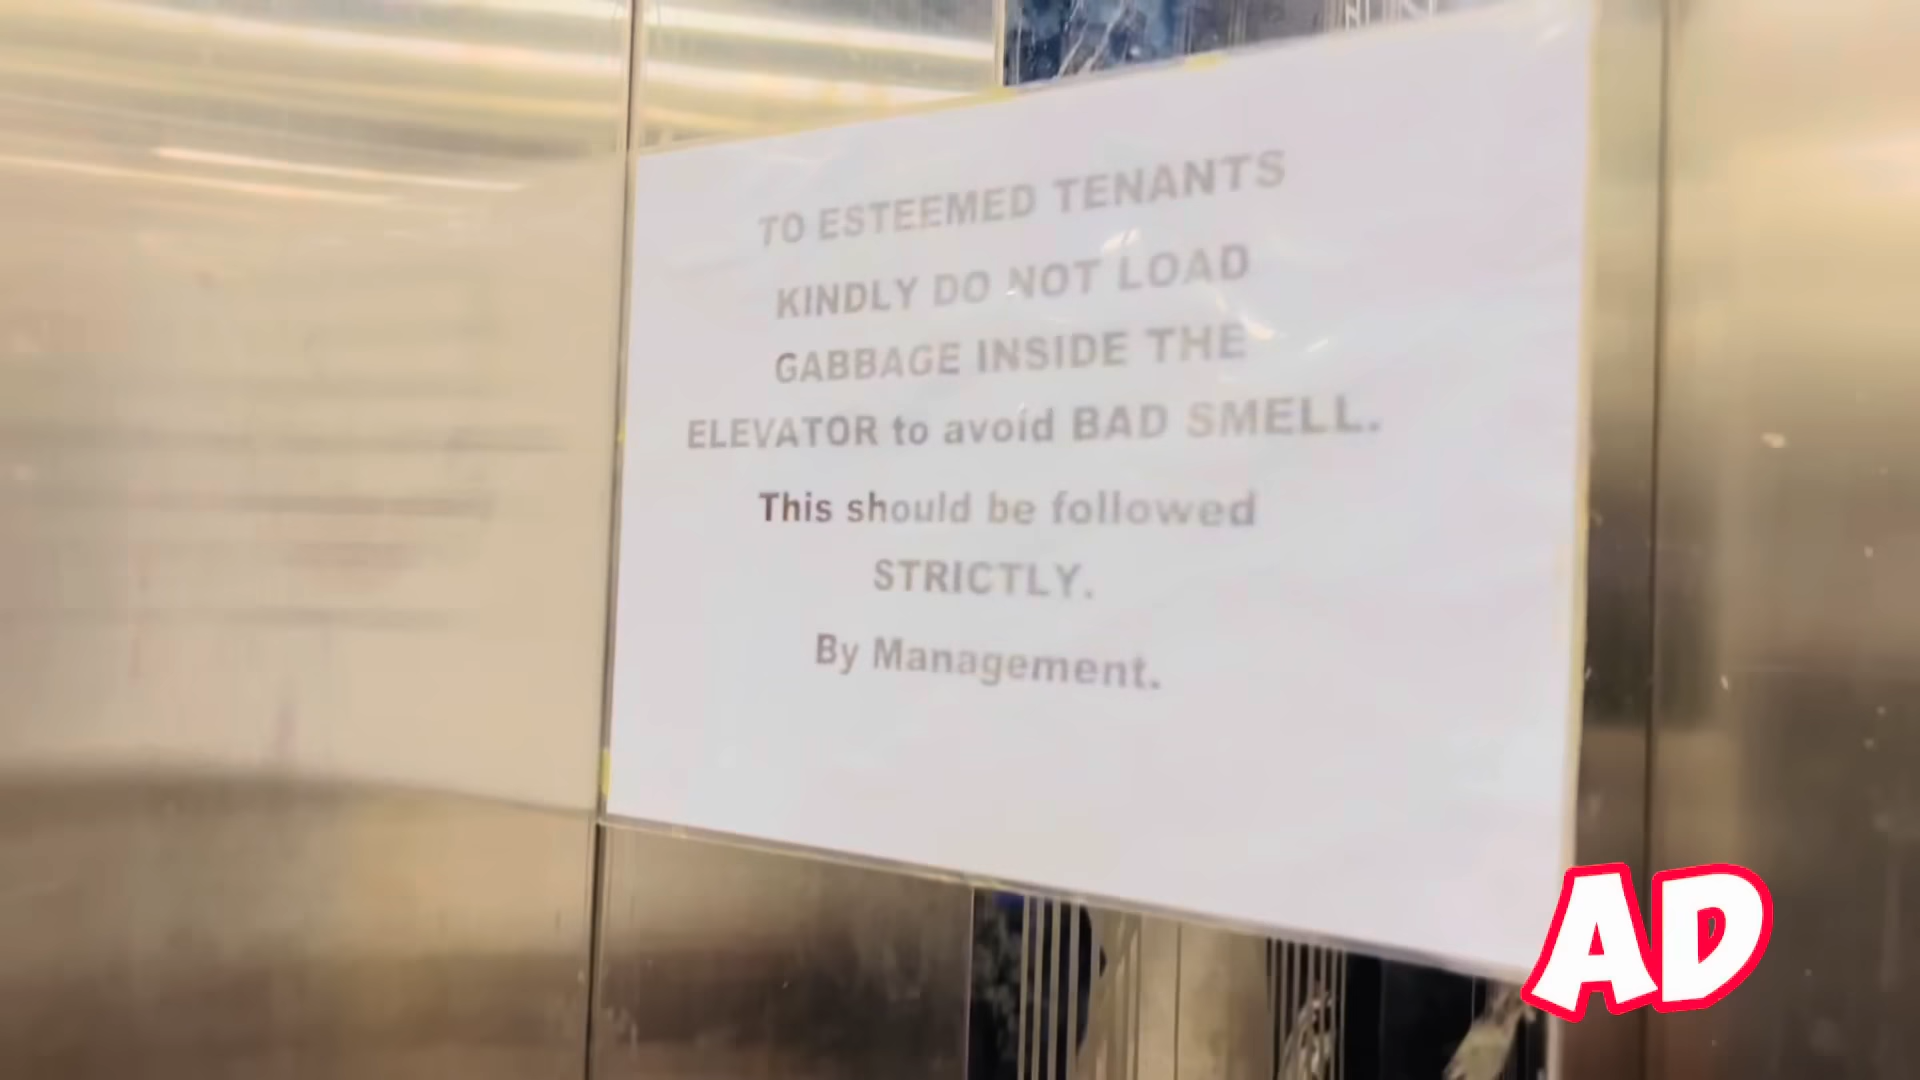 TO ESTEEMED TENANTS
KINDLY DO NOT LOAD
GABBAGE INSIDE THE
ELEVATOR to avoid BAD SMELL.
This should be followed
STRICTLY.
By Management.
AD